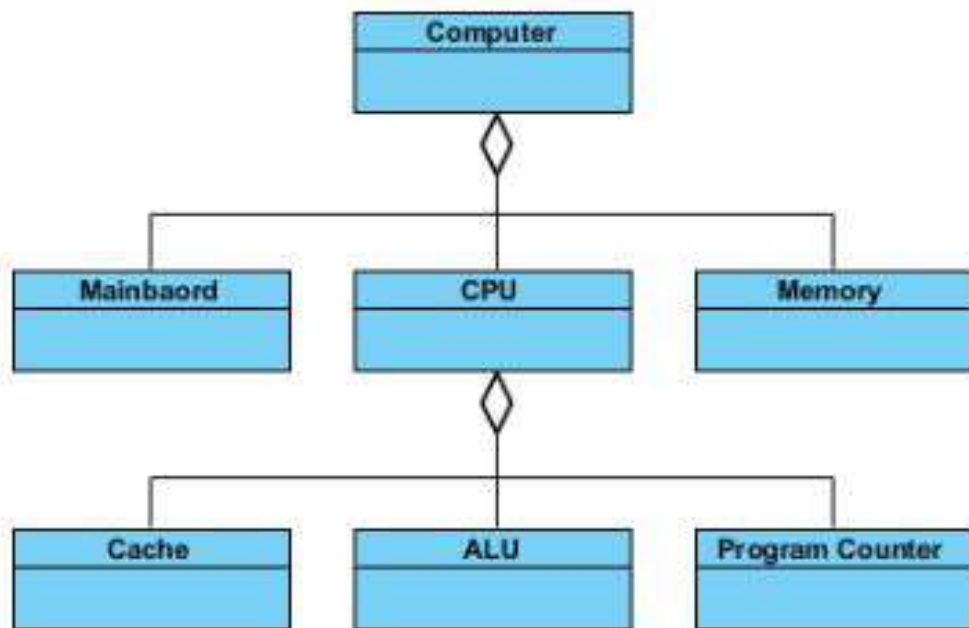 Computer
Mainbaord
CPU
Memory
Cache
ALU
Program Counter